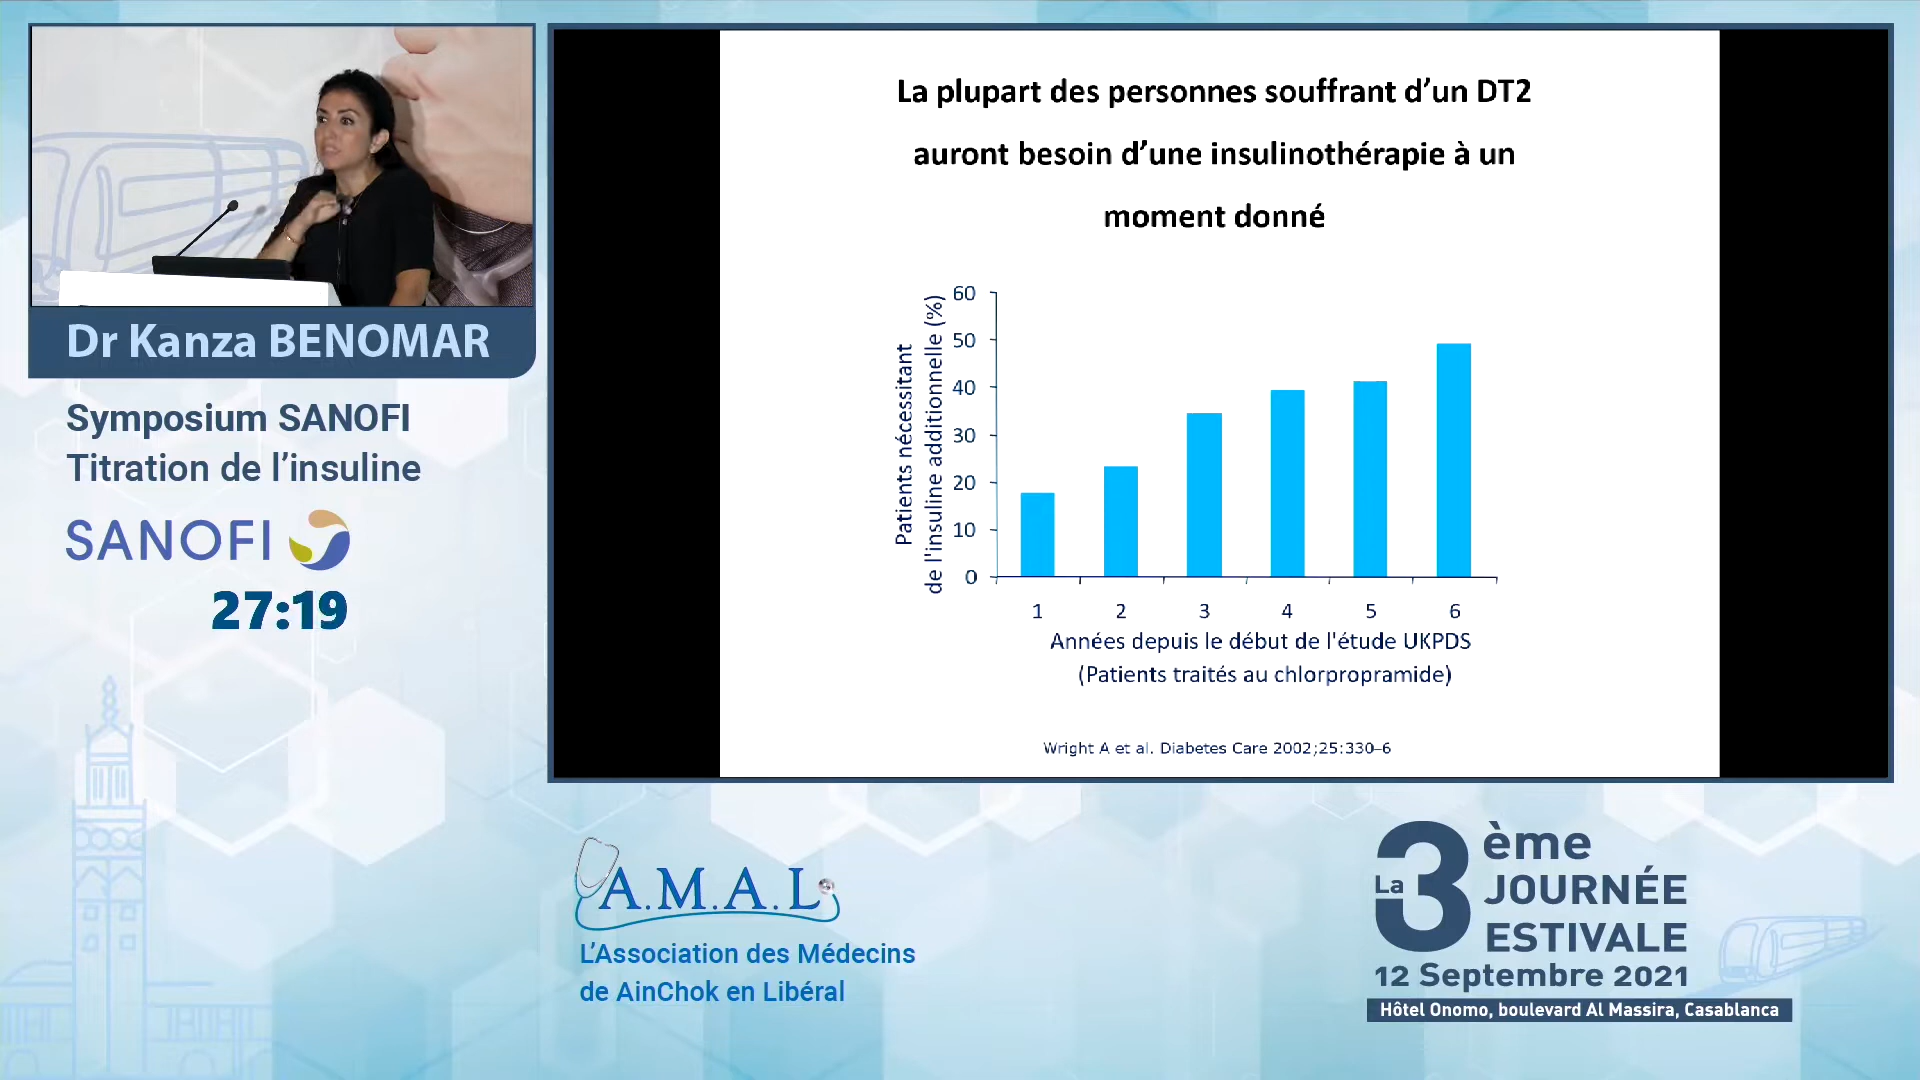 Dr Kanza BENOMAR
Symposium SANOFI
Titration de l’insuline
SANOFI
27:19
La plupart des personnes souffrant d’un DT2
auront besoin d’une insulinothérapie à un
moment donné
Patients nécessitant
de l'insuline additionnelle (%)
60
50
40
30
20
10
0
1 2 3 4 5 6
Années depuis le début de l'étude UKPDS
(Patients traités au chlorpropramide)
Wright A et al. Diabetes Care 2002;25:330–6
A.M.A.L
L’Association des Médecins
de AinChok en Libéral
La 3ème
JOURNÉE
ESTIVALE
12 Septembre 2021
Hôtel Onomo, boulevard Al Massira, Casablanca